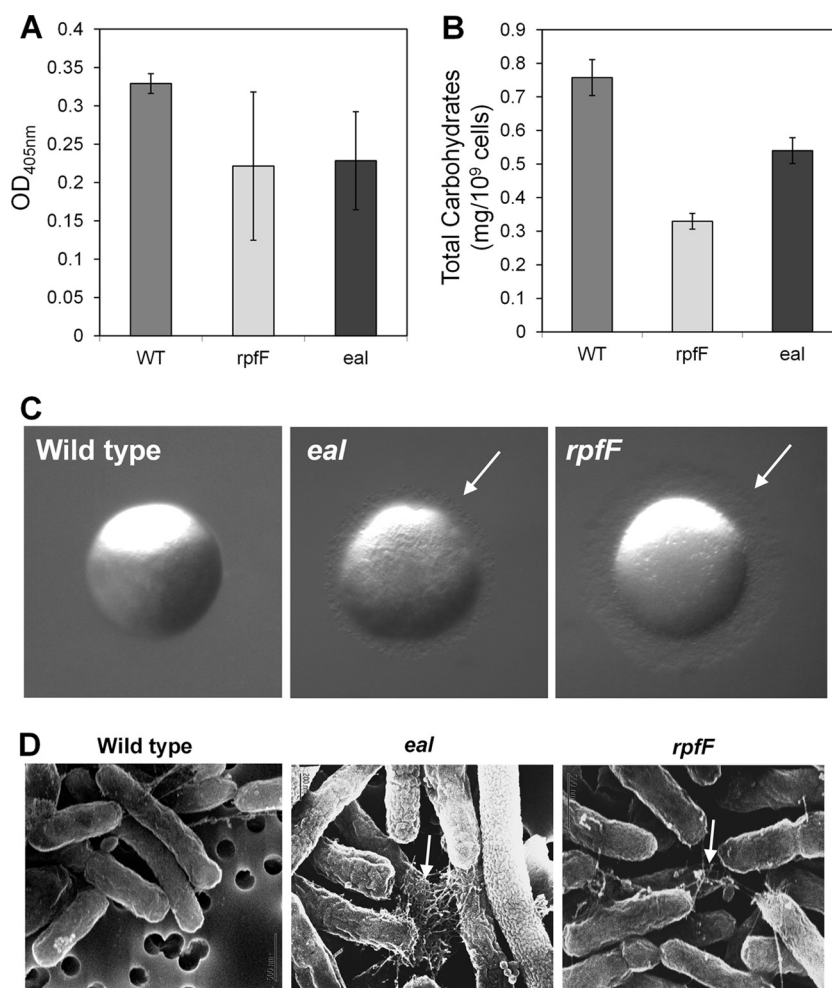 A
0.4
0.35
0.3
0.25
0.2
0.15
0.1
0.05
0
OD405nm
WT
rpfF
eal
B
0.9
0.8
0.7
0.6
0.5
0.4
0.3
0.2
0.1
0
Total Carbohydrates
(mg/10⁹ cells)
WT
rpfF
eal
C
Wild type
eal
rpfF
D
Wild type
eal
rpfF